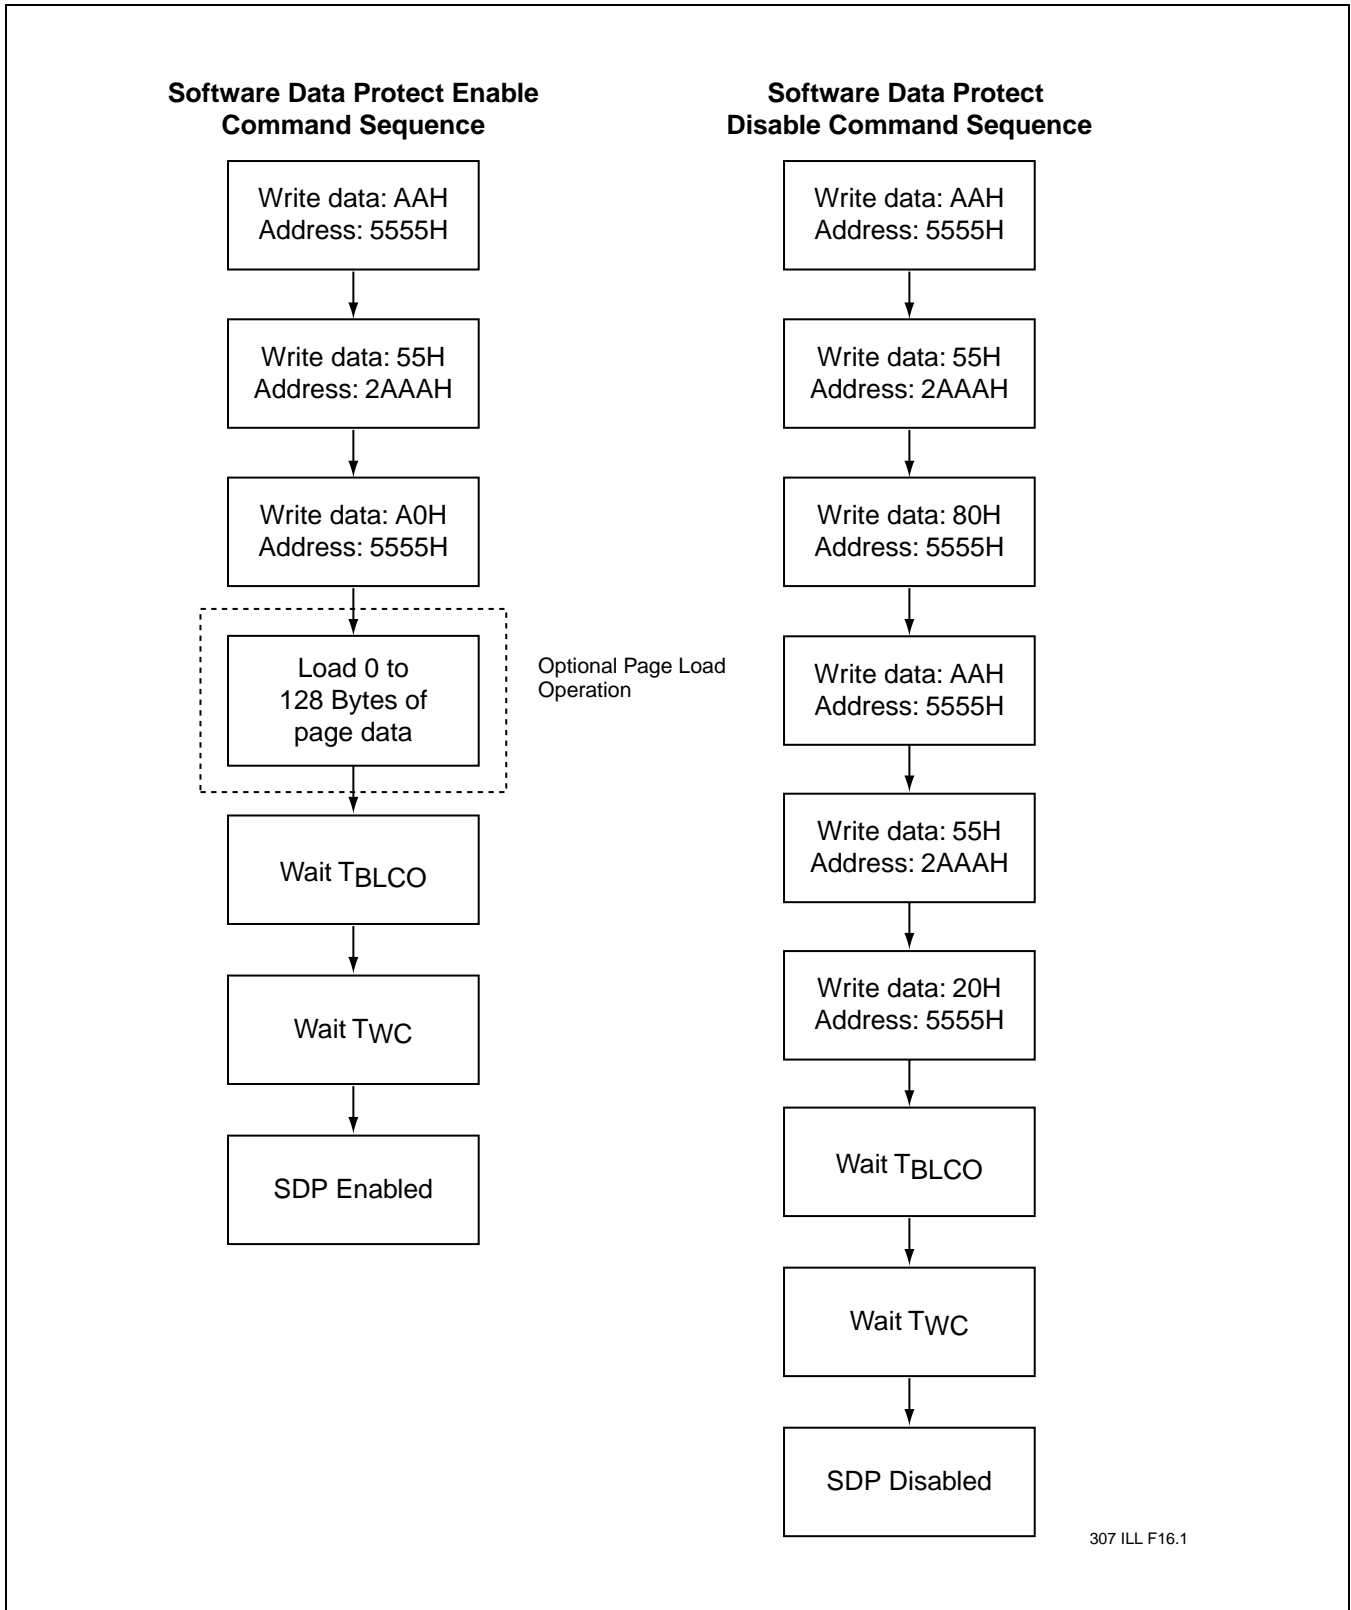 Software Data Protect Enable
Command Sequence
Write data: AAH
Address: 5555H
Write data: 55H
Address: 2AAAH
Write data: A0H
Address: 5555H
Load 0 to
128 Bytes of
page data
Optional Page Load
Operation
Wait TBLCO
Wait TWC
SDP Enabled
Software Data Protect
Disable Command Sequence
Write data: AAH
Address: 5555H
Write data: 55H
Address: 2AAAH
Write data: 80H
Address: 5555H
Write data: AAH
Address: 5555H
Write data: 55H
Address: 2AAAH
Write data: 20H
Address: 5555H
Wait TBLCO
Wait TWC
SDP Disabled
307 ILL F16.1